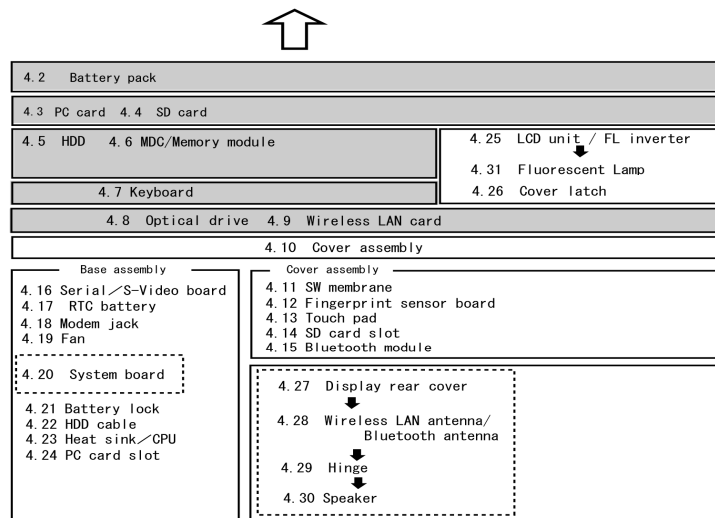 4.2 Battery pack
4.3 PC card 4.4 SD card
4.5 HDD 4.6 MDC/Memory module
4.7 Keyboard
4.25 LCD unit / FL inverter
4.31 Fluorescent Lamp
4.26 Cover latch
4.8 Optical drive 4.9 Wireless LAN card
4.10 Cover assembly
Base assembly
4.16 Serial／S-Video board
4.17 RTC battery
4.18 Modem jack
4.19 Fan
4.20 System board
4.21 Battery lock
4.22 HDD cable
4.23 Heat sink／CPU
4.24 PC card slot
Cover assembly
4.11 SW membrane
4.12 Fingerprint sensor board
4.13 Touch pad
4.14 SD card slot
4.15 Bluetooth module
4.27 Display rear cover
4.28 Wireless LAN antenna/
Bluetooth antenna
4.29 Hinge
4.30 Speaker